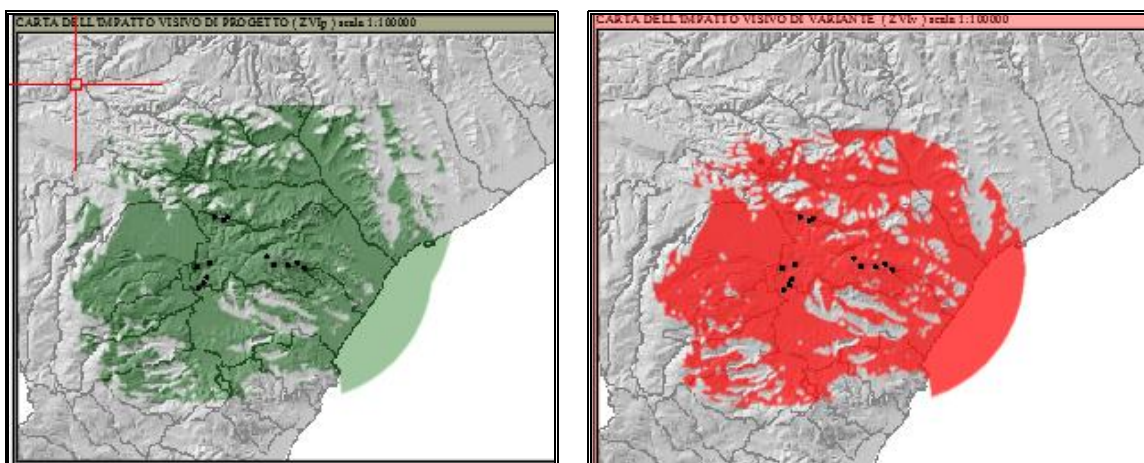 CARTA DELL'IMPATTO VISIVO DI PROGETTO ( ZVIp ) scala 1:100000
CARTA DELL'IMPATTO VISIVO DI VARIANTE ( ZVIv ) scala 1:100000